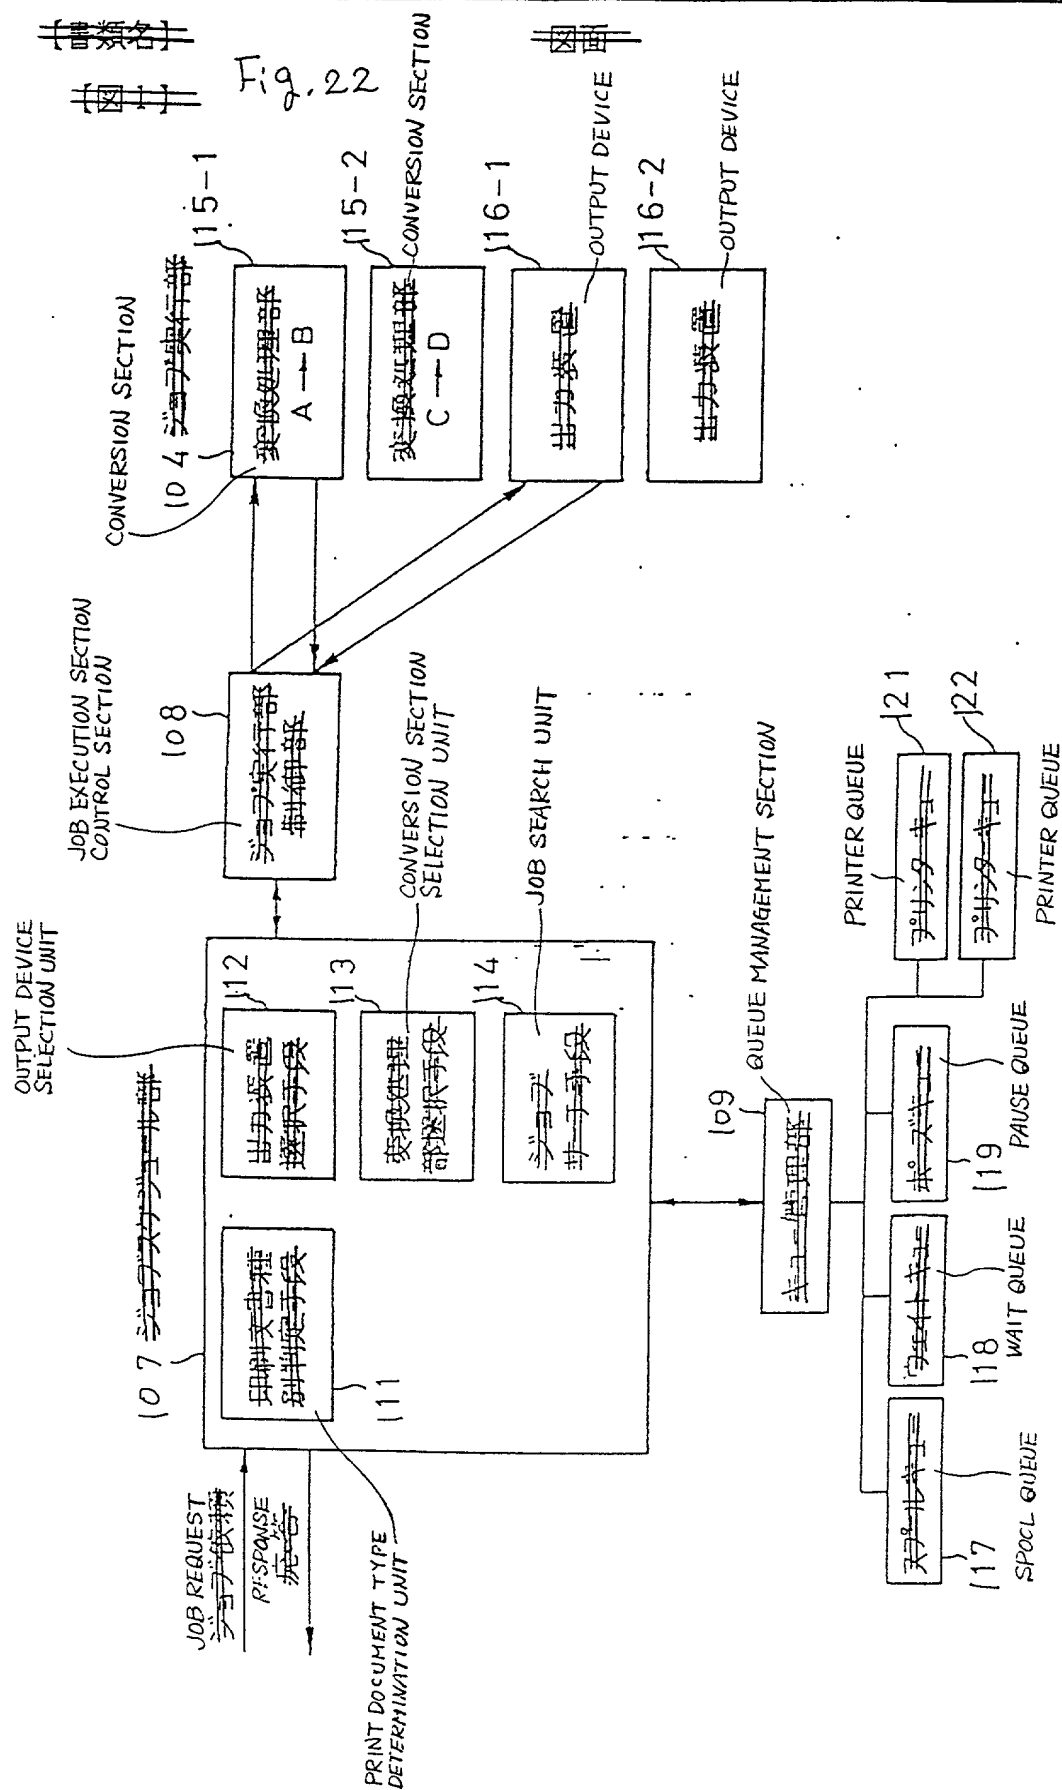 【書類名】
図面
【図1】
Fig. 22
JOB REQUEST
ジョブ依頼
RESPONSE
応答
PRINT DOCUMENT TYPE
DETERMINATION UNIT
107 ジョブスケジュール部
印刷文書種
別判定手段
111
OUTPUT DEVICE
SELECTION UNIT
112
出力装置
選択手段
113
変換処理
部選択手段
CONVERSION SECTION
SELECTION UNIT
114
ジョブ
サーチ手段
JOB SEARCH UNIT
JOB EXECUTION SECTION
CONTROL SECTION
108
ジョブ実行部
制御部
CONVERSION SECTION
104 ジョブ実行部
115-1
変換処理部
A→B
115-2
変換処理部
C→D
CONVERSION SECTION
116-1
出力装置
OUTPUT DEVICE
116-2
出力装置
OUTPUT DEVICE
109
QUEUE MANAGEMENT SECTION
キュー管理部
スプールキュー
117
SPOCL QUEUE
ウェイトキュー
118
WAIT QUEUE
ポーズキュー
119
PAUSE QUEUE
PRINTER QUEUE
プリンターキュー
121
プリンターキュー
122
PRINTER QUEUE